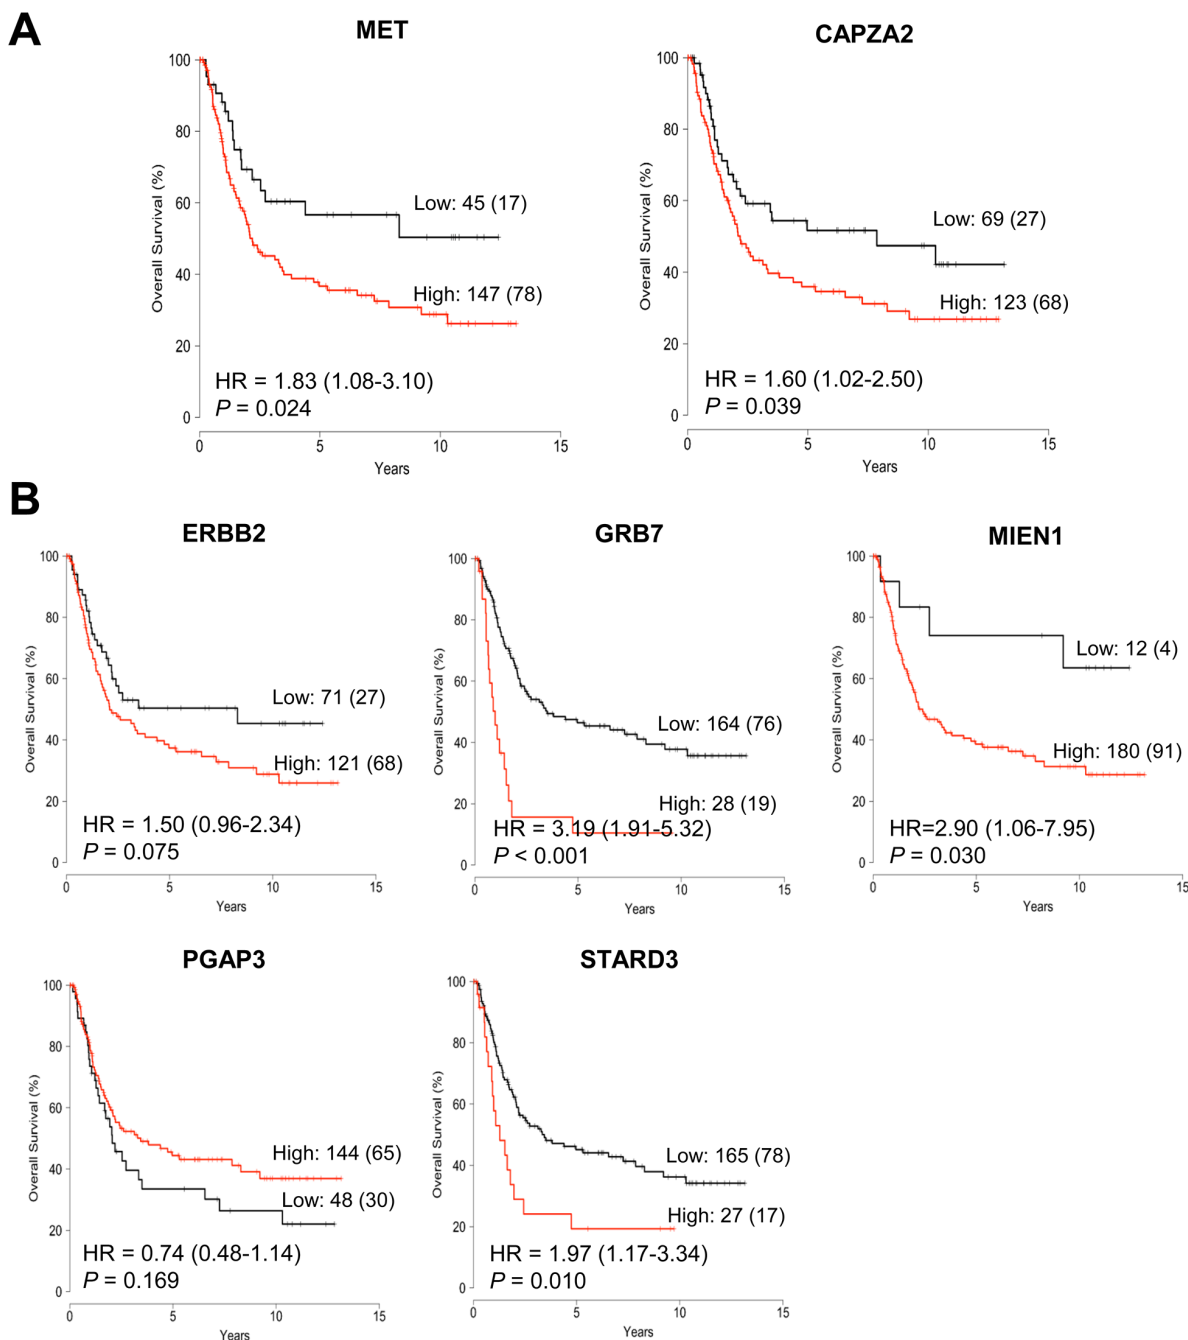 A
MET
100
80
60
40
20
0
Overall Survival (%)
Low: 45 (17)
High: 147 (78)
HR = 1.83 (1.08-3.10)
P = 0.024
0 5 10 15
Years
CAPZA2
100
80
60
40
20
0
Overall Survival (%)
Low: 69 (27)
High: 123 (68)
HR = 1.60 (1.02-2.50)
P = 0.039
0 5 10 15
Years
B
ERBB2
100
80
60
40
20
0
Overall Survival (%)
Low: 71 (27)
High: 121 (68)
HR = 1.50 (0.96-2.34)
P = 0.075
0 5 10 15
Years
GRB7
100
80
60
40
20
0
Overall Survival (%)
Low: 164 (76)
High: 28 (19)
HR = 3.19 (1.91-5.32)
P < 0.001
0 5 10 15
Years
MIEN1
100
80
60
40
20
0
Overall Survival (%)
Low: 12 (4)
High: 180 (91)
HR=2.90 (1.06-7.95)
P = 0.030
0 5 10 15
Years
PGAP3
100
80
60
40
20
0
Overall Survival (%)
High: 144 (65)
Low: 48 (30)
HR = 0.74 (0.48-1.14)
P = 0.169
0 5 10 15
Years
STARD3
100
80
60
40
20
0
Overall Survival (%)
Low: 165 (78)
High: 27 (17)
HR = 1.97 (1.17-3.34)
P = 0.010
0 5 10 15
Years